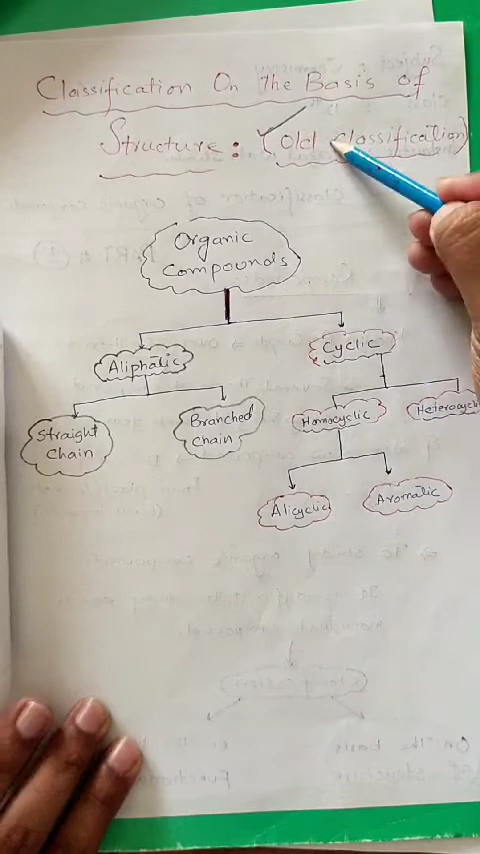 Classification On the Basis of
Structure: (Old Classification)
Organic
Compounds
Aliphatic
Cyclic
Straight
Chain
Branched
Chain
Homocyclic
Heterocycli
Alicyclic
Aromatic